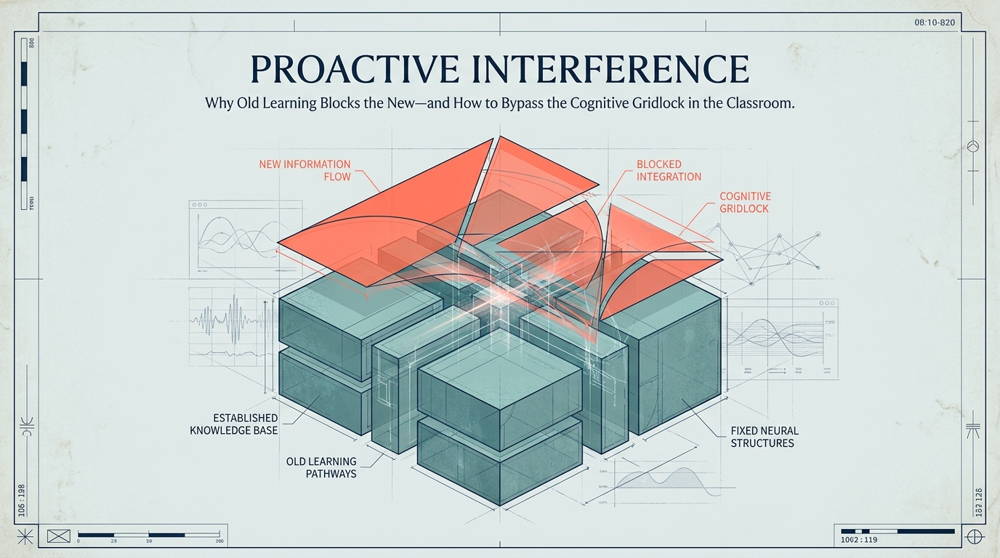 08:10-820
PROACTIVE INTERFERENCE
Why Old Learning Blocks the New—and How to Bypass the Cognitive Gridlock in the Classroom.
NEW INFORMATION
FLOW
BLOCKED
INTEGRATION
COGNITIVE
GRIDLOCK
ESTABLISHED
KNOWLEDGE BASE
OLD LEARNING
PATHWAYS
FIXED NEURAL
STRUCTURES
800
106:198
0 25 30 200
1002:119